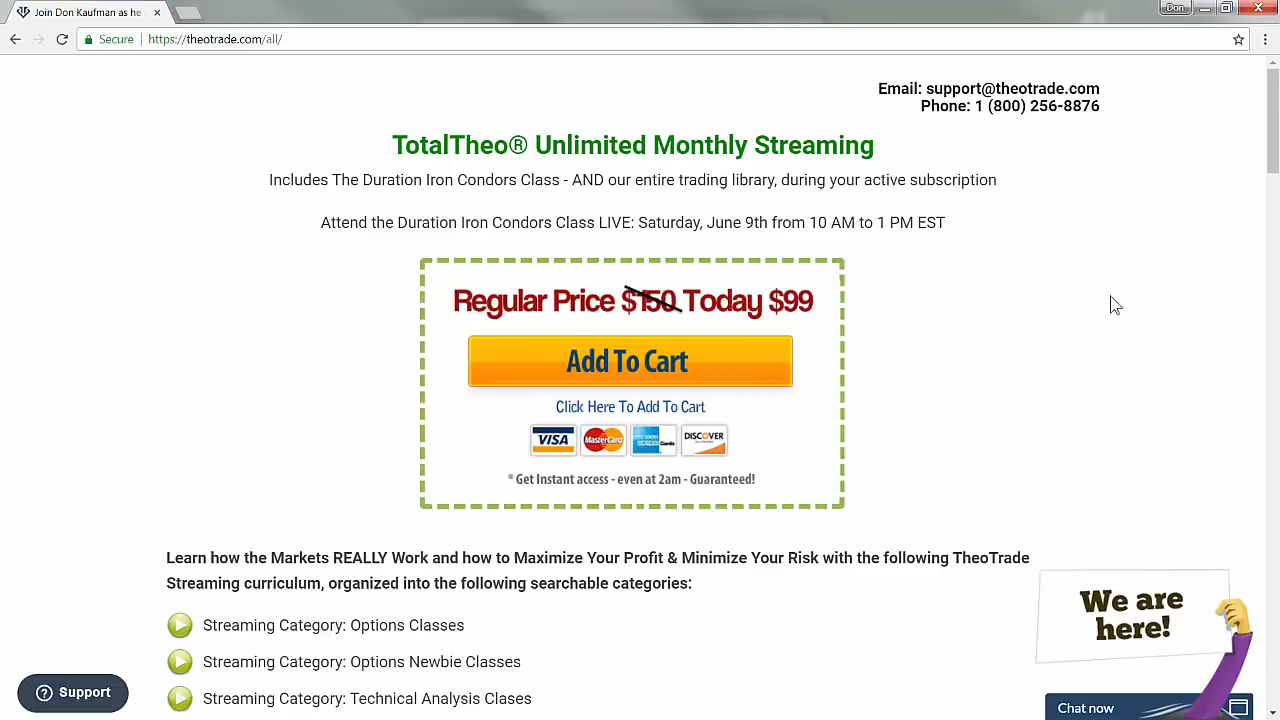 Join Don Kaufman as he
Don
Secure
https://theotrade.com/all/
Email: support@theotrade.com
Phone: 1 (800) 256-8876
TotalTheo® Unlimited Monthly Streaming
Includes The Duration Iron Condors Class - AND our entire trading library, during your active subscription
Attend the Duration Iron Condors Class LIVE: Saturday, June 9th from 10 AM to 1 PM EST
Regular Price $150 Today $99
Add To Cart
Click Here To Add To Cart
VISA MasterCard AMERICAN EXPRESS Cards DISCOVER
* Get Instant access - even at 2am - Guaranteed!
Learn how the Markets REALLY Work and how to Maximize Your Profit & Minimize Your Risk with the following TheoTrade
Streaming curriculum, organized into the following searchable categories:
Streaming Category: Options Classes
Streaming Category: Options Newbie Classes
Streaming Category: Technical Analysis Clases
We are
here!
Support
Chat now